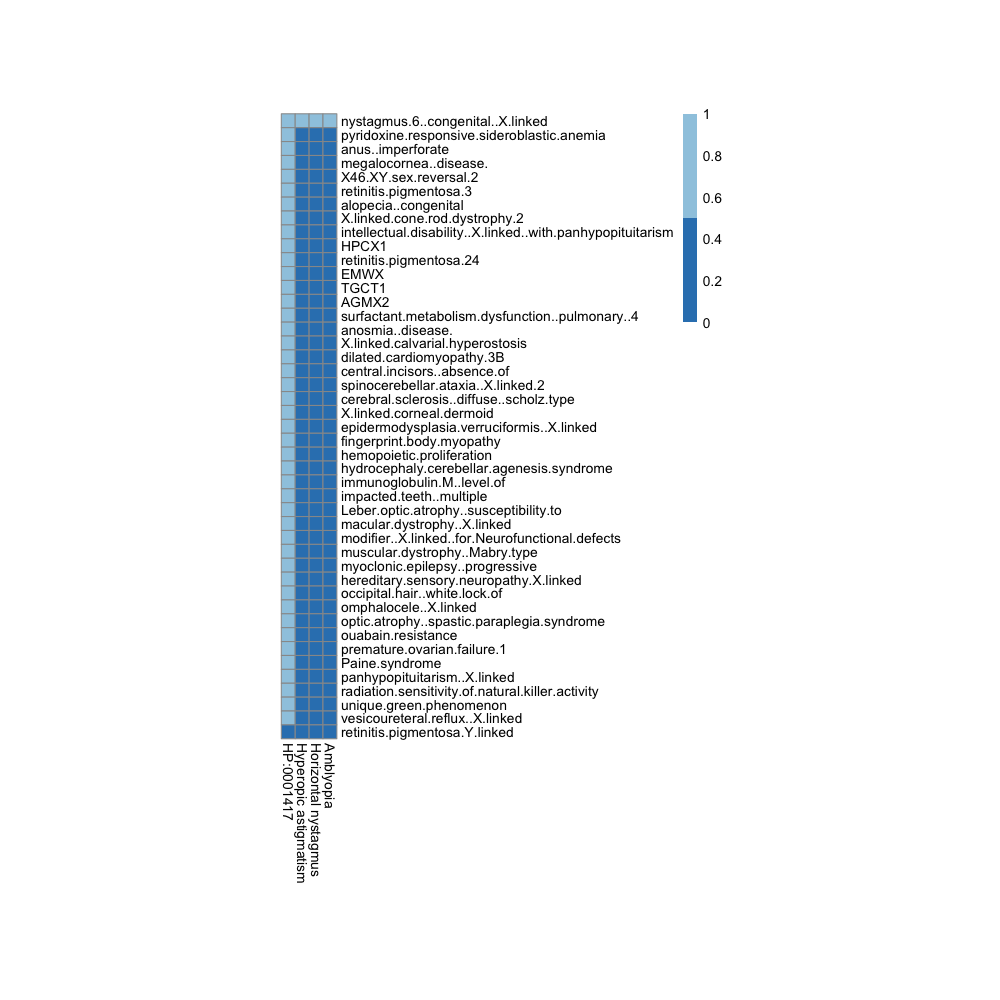 nystagmus.6..congenital..X.linked
pyridoxine.responsive.sideroblastic.anemia
anus..imperforate
megalocornea..disease.
X46.XY.sex.reversal.2
retinitis.pigmentosa.3
alopecia..congenital
X.linked.cone.rod.dystrophy.2
intellectual.disability..X.linked..with.panhypopituitarism
HPCX1
retinitis.pigmentosa.24
EMWX
TGCT1
AGMX2
surfactant.metabolism.dysfunction..pulmonary..4
anosmia..disease.
X.linked.calvarial.hyperostosis
dilated.cardiomyopathy.3B
central.incisors..absence.of
spinocerebellar.ataxia..X.linked.2
cerebral.sclerosis..diffuse..scholz.type
X.linked.corneal.dermoid
epidermodysplasia.verruciformis..X.linked
fingerprint.body.myopathy
hemopoietic.proliferation
hydrocephaly.cerebellar.agenesis.syndrome
immunoglobulin.M..level.of
impacted.teeth..multiple
Leber.optic.atrophy..susceptibility.to
macular.dystrophy..X.linked
modifier..X.linked..for.Neurofunctional.defects
muscular.dystrophy..Mabry.type
myoclonic.epilepsy..progressive
hereditary.sensory.neuropathy.X.linked
occipital.hair..white.lock.of
omphalocele..X.linked
optic.atrophy..spastic.paraplegia.syndrome
ouabain.resistance
premature.ovarian.failure.1
Paine.syndrome
panhypopituitarism..X.linked
radiation.sensitivity.of.natural.killer.activity
unique.green.phenomenon
vesicoureteral.reflux..X.linked
retinitis.pigmentosa.Y.linked
HP:0001417
Hyperopic astigmatism
Horizontal nystagmus
Amblyopia
1
0.8
0.6
0.4
0.2
0